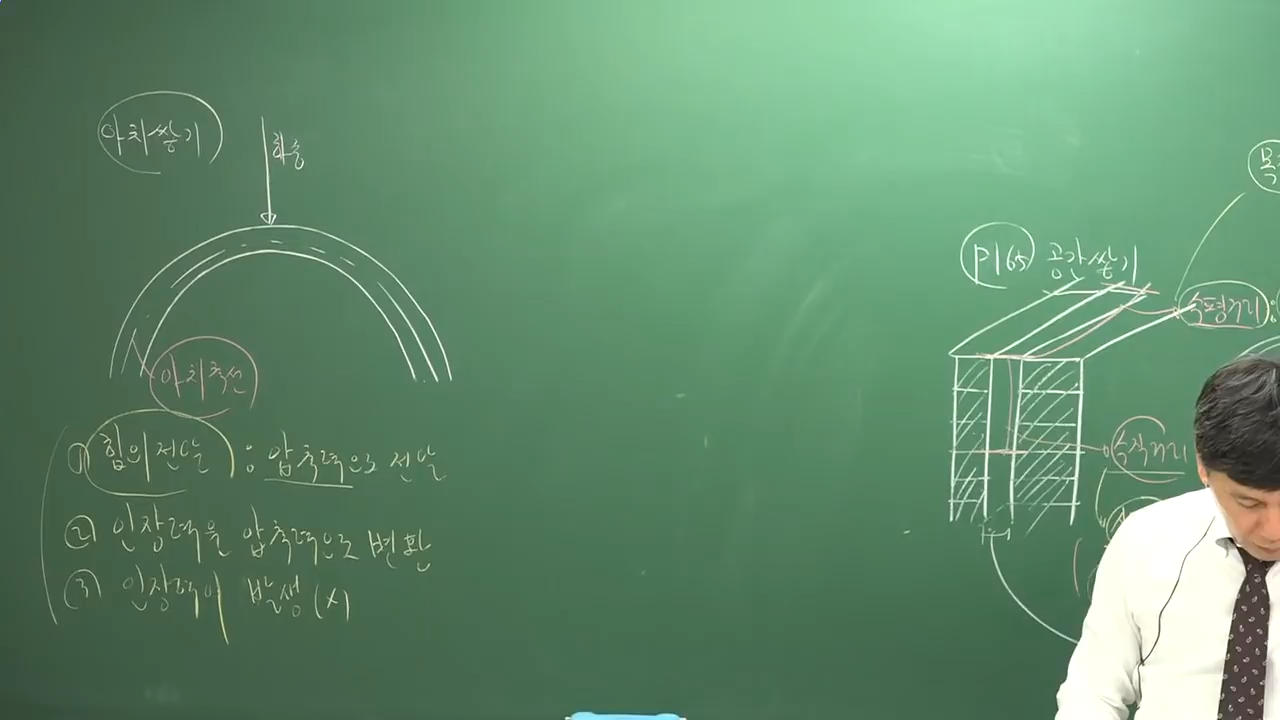 아치쌓기
하중
아치축선
① 힘의 전달 : 압축력으로 전달
② 인장력을 압축력으로 변환
③ 인장력이 발생(X)
P165 공간쌓기
수평거리 :
수직거리